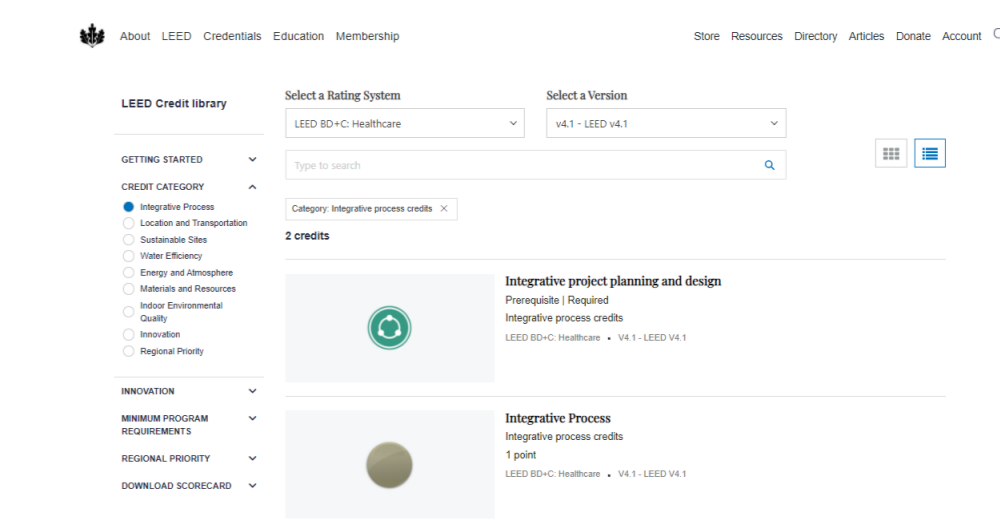 About LEED Credentials Education Membership
Store Resources Directory Articles Donate Account
LEED Credit library
GETTING STARTED
CREDIT CATEGORY
Integrative Process
Location and Transportation
Sustainable Sites
Water Efficiency
Energy and Atmosphere
Materials and Resources
Indoor Environmental
Quality
Innovation
Regional Priority
INNOVATION
MINIMUM PROGRAM
REQUIREMENTS
REGIONAL PRIORITY
DOWNLOAD SCORECARD
Select a Rating System
LEED BD+C: Healthcare
Select a Version
v4.1 - LEED v4.1
Type to search
Category: Integrative process credits
2 credits
Integrative project planning and design
Prerequisite | Required
Integrative process credits
LEED BD+C: Healthcare • V4.1 - LEED V4.1
Integrative Process
Integrative process credits
1 point
LEED BD+C: Healthcare • V4.1 - LEED V4.1